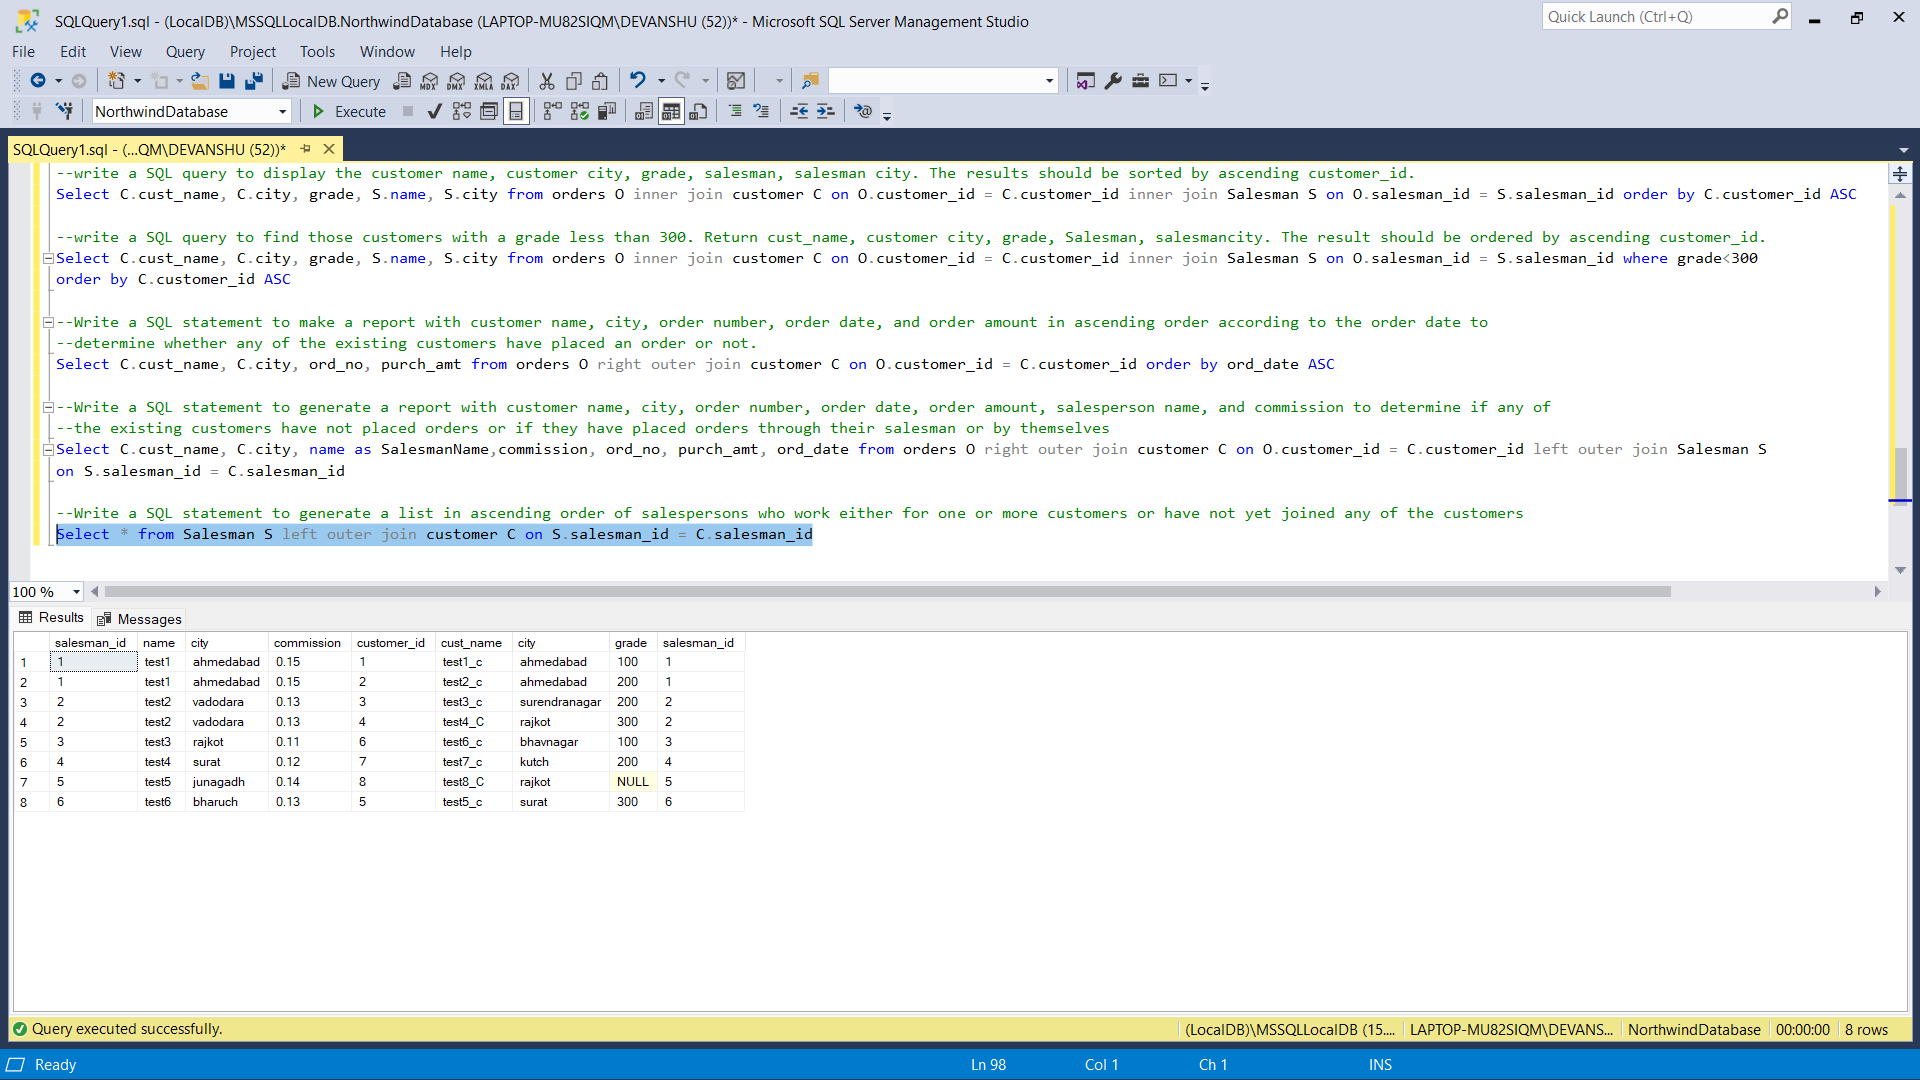 SQLQuery1.sql - (LocalDB)\MSSQLLocalDB.NorthwindDatabase (LAPTOP-MU82SIQM\DEVANSHU (52))* - Microsoft SQL Server Management Studio
Quick Launch (Ctrl+Q)
File Edit View Query Project Tools Window Help
New Query MDX DMX XMLA DAX
NorthwindDatabase Execute
SQLQuery1.sql - (...QM\DEVANSHU (52))*
--write a SQL query to display the customer name, customer city, grade, salesman, salesman city. The results should be sorted by ascending customer_id.
Select C.cust_name, C.city, grade, S.name, S.city from orders O inner join customer C on O.customer_id = C.customer_id inner join Salesman S on O.salesman_id = S.salesman_id order by C.customer_id ASC
--write a SQL query to find those customers with a grade less than 300. Return cust_name, customer city, grade, Salesman, salesmancity. The result should be ordered by ascending customer_id.
Select C.cust_name, C.city, grade, S.name, S.city from orders O inner join customer C on O.customer_id = C.customer_id inner join Salesman S on O.salesman_id = S.salesman_id where grade<300
order by C.customer_id ASC
--Write a SQL statement to make a report with customer name, city, order number, order date, and order amount in ascending order according to the order date to
--determine whether any of the existing customers have placed an order or not.
Select C.cust_name, C.city, ord_no, purch_amt from orders O right outer join customer C on O.customer_id = C.customer_id order by ord_date ASC
--Write a SQL statement to generate a report with customer name, city, order number, order date, order amount, salesperson name, and commission to determine if any of
--the existing customers have not placed orders or if they have placed orders through their salesman or by themselves
Select C.cust_name, C.city, name as SalesmanName,commission, ord_no, purch_amt, ord_date from orders O right outer join customer C on O.customer_id = C.customer_id left outer join Salesman S
on S.salesman_id = C.salesman_id
--Write a SQL statement to generate a list in ascending order of salespersons who work either for one or more customers or have not yet joined any of the customers
Select * from Salesman S left outer join customer C on S.salesman_id = C.salesman_id
100 %
Results Messages
salesman_id name city commission customer_id cust_name city grade salesman_id
1 1 test1 ahmedabad 0.15 1 test1_c ahmedabad 100 1
2 1 test1 ahmedabad 0.15 2 test2_c ahmedabad 200 1
3 2 test2 vadodara 0.13 3 test3_c surendranagar 200 2
4 2 test2 vadodara 0.13 4 test4_C rajkot 300 2
5 3 test3 rajkot 0.11 6 test6_c bhavnagar 100 3
6 4 test4 surat 0.12 7 test7_c kutch 200 4
7 5 test5 junagadh 0.14 8 test8_C rajkot NULL 5
8 6 test6 bharuch 0.13 5 test5_c surat 300 6
Query executed successfully. (LocalDB)\MSSQLLocalDB (15.... LAPTOP-MU82SIQM\DEVANS... NorthwindDatabase 00:00:00 8 rows
Ready Ln 98 Col 1 Ch 1 INS